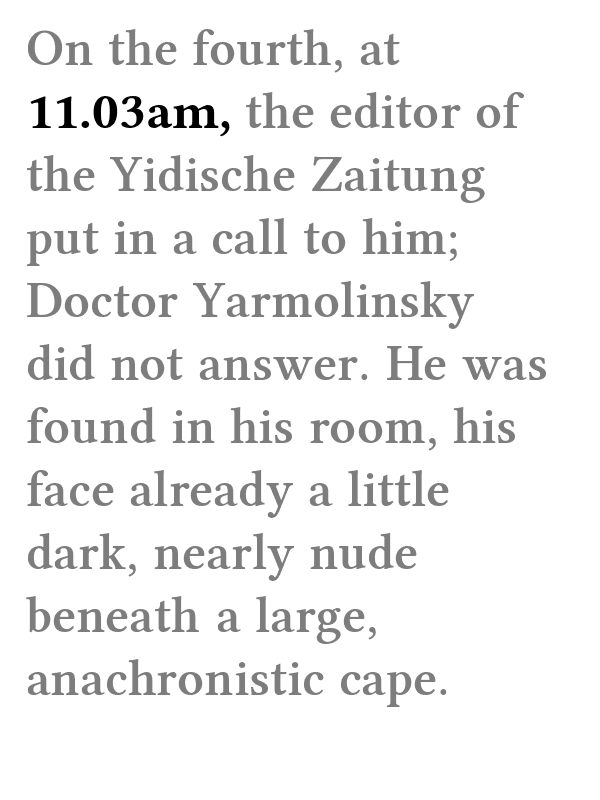 On the fourth, at
11.03am, the editor of
the Yidische Zaitung
put in a call to him;
Doctor Yarmolinsky
did not answer. He was
found in his room, his
face already a little
dark, nearly nude
beneath a large,
anachronistic cape.